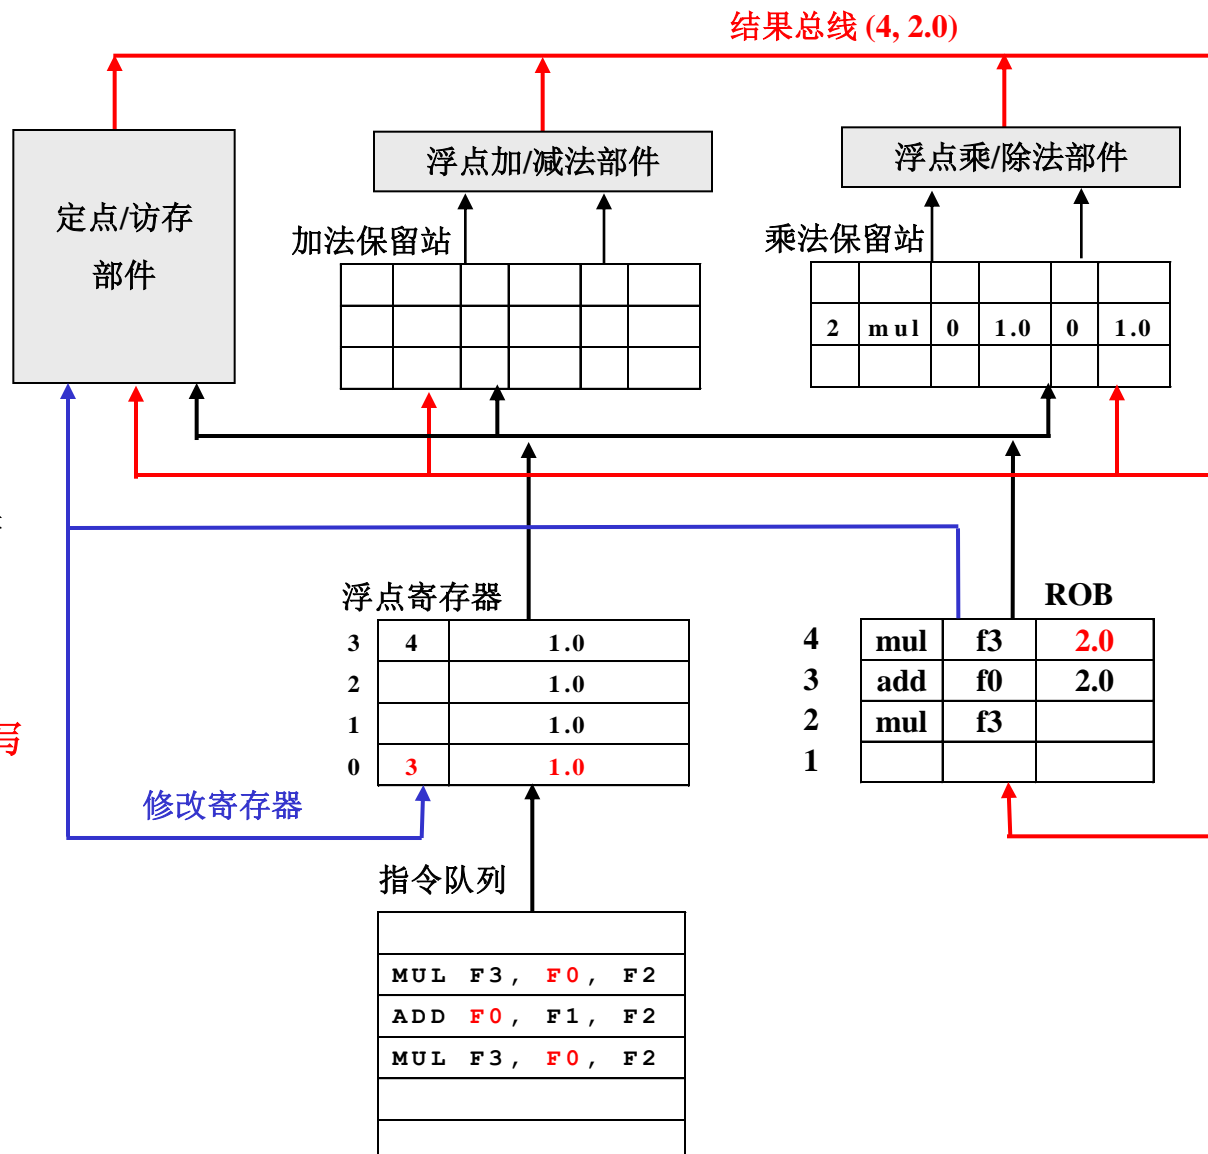 结果总线 (4, 2.0)
定点/访存
部件
浮点加/减法部件
浮点乘/除法部件
加法保留站
乘法保留站
2 mul 0 1.0 0 1.0
浮点寄存器
3 4 1.0
2 1.0
1 1.0
0 3 1.0
ROB
4 mul f3 2.0
3 add f0 2.0
2 mul f3
1
写
修改寄存器
指令队列
MUL F3, F0, F2
ADD F0, F1, F2
MUL F3, F0, F2